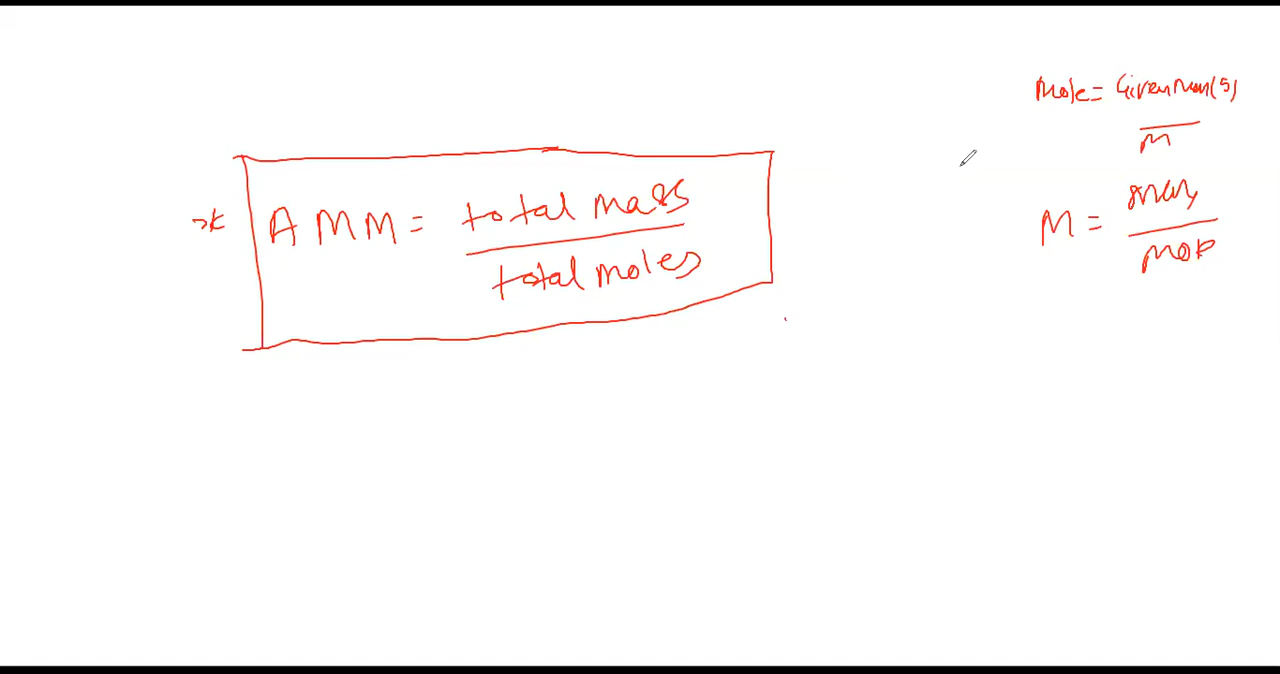 * AMM = total mass
total moles
Mole = Given Mass(g)
M
M = mass
mole